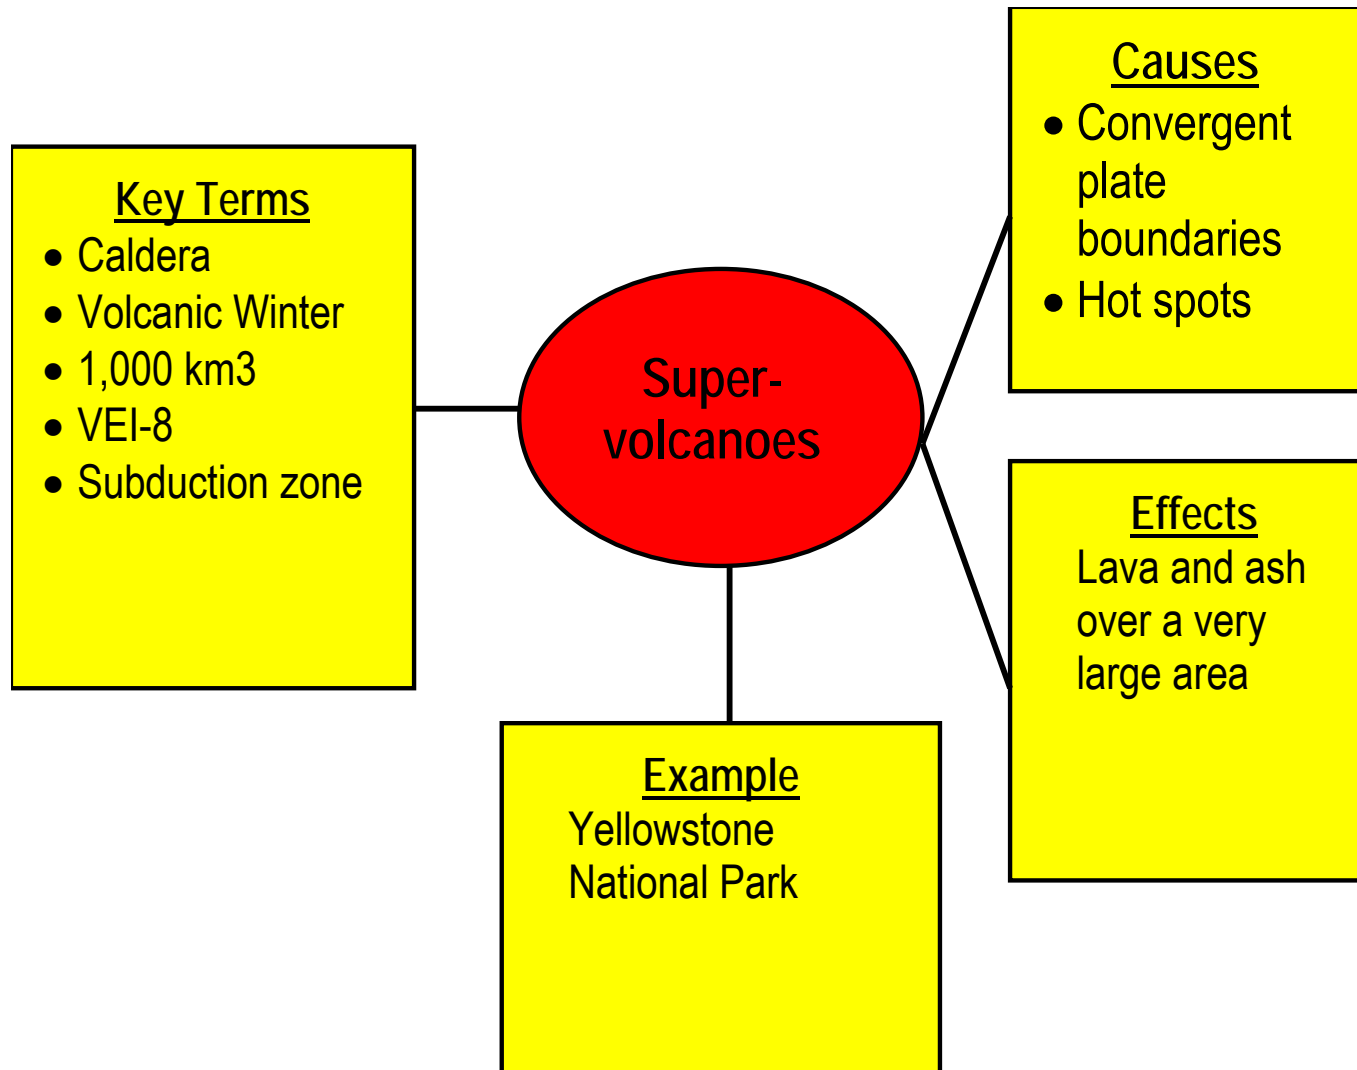 Key Terms
• Caldera
• Volcanic Winter
• 1,000 km3
• VEI-8
• Subduction zone
Super-
volcanoes
Causes
• Convergent
plate
boundaries
• Hot spots
Effects
Lava and ash
over a very
large area
Example
Yellowstone
National Park